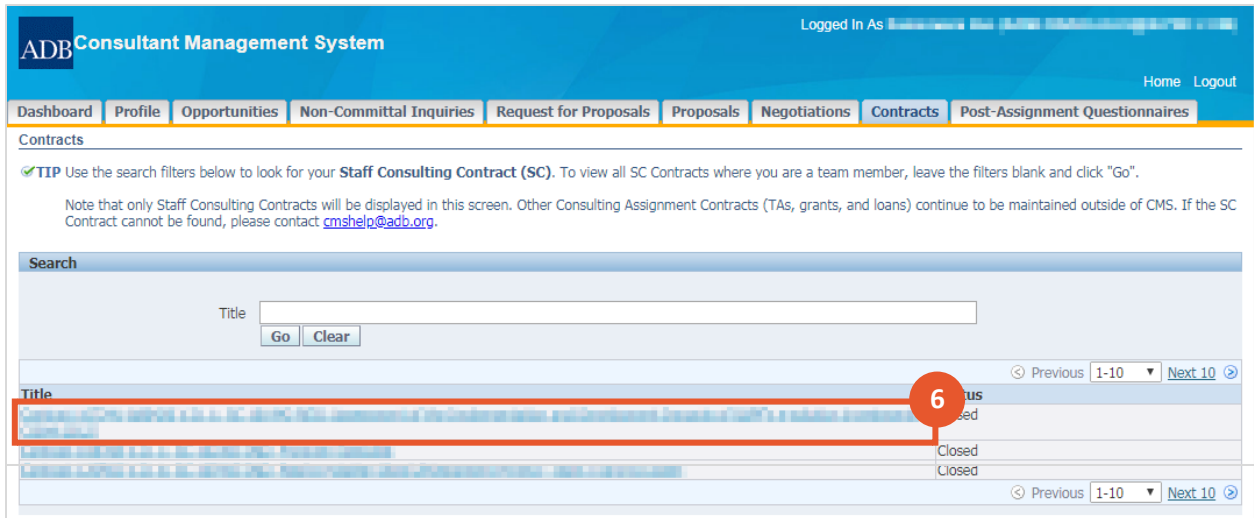 Logged In As
ADB Consultant Management System
Home Logout
Dashboard Profile Opportunities Non-Committal Inquiries Request for Proposals Proposals Negotiations Contracts Post-Assignment Questionnaires
Contracts
TIP Use the search filters below to look for your Staff Consulting Contract (SC). To view all SC Contracts where you are a team member, leave the filters blank and click "Go".
Note that only Staff Consulting Contracts will be displayed in this screen. Other Consulting Assignment Contracts (TAs, grants, and loans) continue to be maintained outside of CMS. If the SC
Contract cannot be found, please contact cmshelp@adb.org.
Search
Title
Go Clear
Previous 1-10 Next 10
Title
6
Closed
Closed
Previous 1-10 Next 10